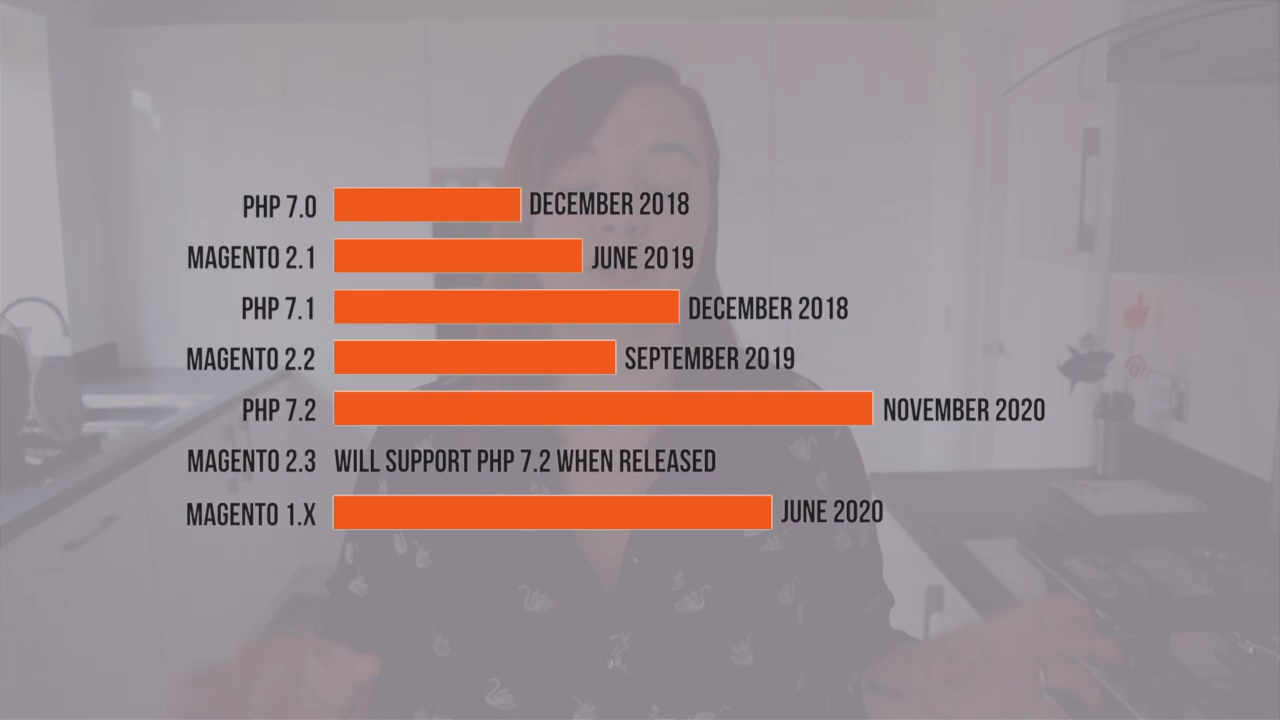 PHP 7.0 DECEMBER 2018
MAGENTO 2.1 JUNE 2019
PHP 7.1 DECEMBER 2018
MAGENTO 2.2 SEPTEMBER 2019
PHP 7.2 NOVEMBER 2020
MAGENTO 2.3 WILL SUPPORT PHP 7.2 WHEN RELEASED
MAGENTO 1.X JUNE 2020